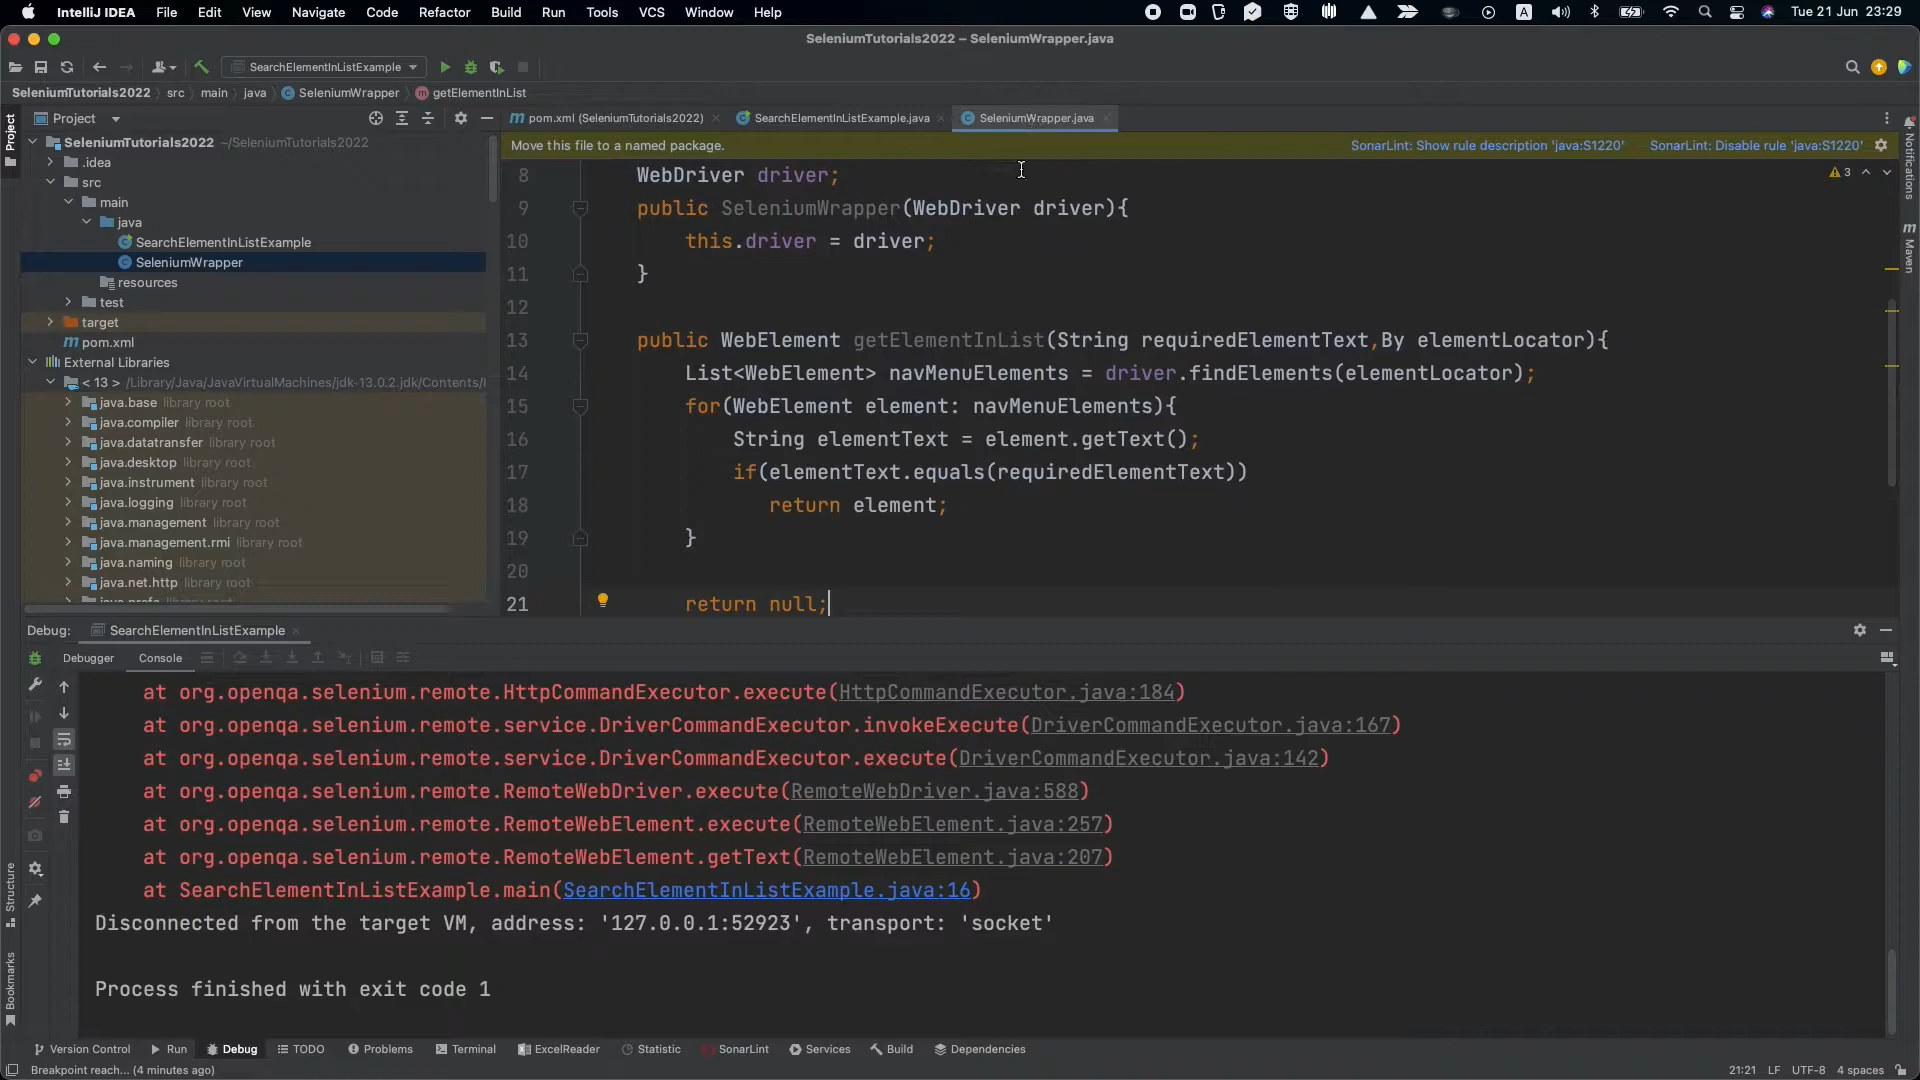 IntelliJ IDEA File Edit View Navigate Code Refactor Build Run Tools VCS Window Help A Tue 21 Jun 23:29
SeleniumTutorials2022 – SeleniumWrapper.java
SearchElementInListExample
SeleniumTutorials2022 src main java SeleniumWrapper getElementInList
Project Project pom.xml (SeleniumTutorials2022) SearchElementInListExample.java SeleniumWrapper.java Notifications
SeleniumTutorials2022 ~/SeleniumTutorials2022
.idea
src
main
java
SearchElementInListExample
SeleniumWrapper
resources
test
target
pom.xml
External Libraries
< 13 > /Library/Java/JavaVirtualMachines/jdk-13.0.2.jdk/Contents/
java.base library root
java.compiler library root
java.datatransfer library root
java.desktop library root
java.instrument library root
java.logging library root
java.management library root
java.management.rmi library root
java.naming library root
java.net.http library root
Move this file to a named package. SonarLint: Show rule description 'java:S1220' SonarLint: Disable rule 'java:S1220'
3
Maven
8 WebDriver driver;
9 public SeleniumWrapper(WebDriver driver){
10 this.driver = driver;
11 }
12
13 public WebElement getElementInList(String requiredElementText,By elementLocator){
14 List<WebElement> navMenuElements = driver.findElements(elementLocator);
15 for(WebElement element: navMenuElements){
16 String elementText = element.getText();
17 if(elementText.equals(requiredElementText))
18 return element;
19 }
20
21 return null;
Debug: SearchElementInListExample
Debugger Console
at org.openqa.selenium.remote.HttpCommandExecutor.execute(HttpCommandExecutor.java:184)
at org.openqa.selenium.remote.service.DriverCommandExecutor.invokeExecute(DriverCommandExecutor.java:167)
at org.openqa.selenium.remote.service.DriverCommandExecutor.execute(DriverCommandExecutor.java:142)
at org.openqa.selenium.remote.RemoteWebDriver.execute(RemoteWebDriver.java:588)
at org.openqa.selenium.remote.RemoteWebElement.execute(RemoteWebElement.java:257)
at org.openqa.selenium.remote.RemoteWebElement.getText(RemoteWebElement.java:207)
at SearchElementInListExample.main(SearchElementInListExample.java:16)
Disconnected from the target VM, address: '127.0.0.1:52923', transport: 'socket'
Process finished with exit code 1
Structure
Bookmarks
Version Control Run Debug TODO Problems Terminal ExcelReader Statistic SonarLint Services Build Dependencies
Breakpoint reach... (4 minutes ago) 21:21 LF UTF-8 4 spaces